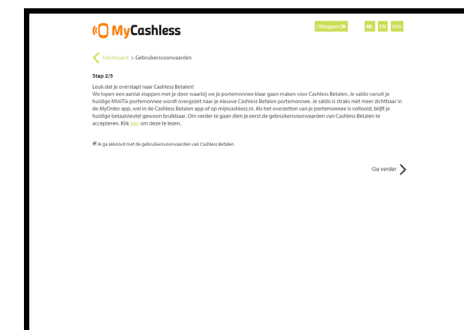 MyCashless
Uitloggen
NL EN Info
Dashboard > Gebruikersvoorwaarden
Stap 2/5
Leuk dat je overstapt naar Cashless Betalen!
We lopen een aantal stappen met je door waarbij we je portemonnee klaar gaan maken voor Cashless Betalen. Je saldo vanuit je
huidige MiniTix portemonnee wordt overgezet naar je nieuwe Cashless Betalen portemonnee. Je saldo is straks niet meer zichtbaar in
de MyOrder app, wel in de Cashless Betalen app of op mijncashless.nl. Als het overzetten van je portemonnee is voltooid, blijft je
huidige betaalsleutel gewoon bruikbaar. Om verder te gaan dien je eerst de gebruikersvoorwaarden van Cashless Betalen te
accepteren. Klik hier om deze te lezen.
Ik ga akkoord met de gebruikersvoorwaarden van Cashless Betalen
Ga verder